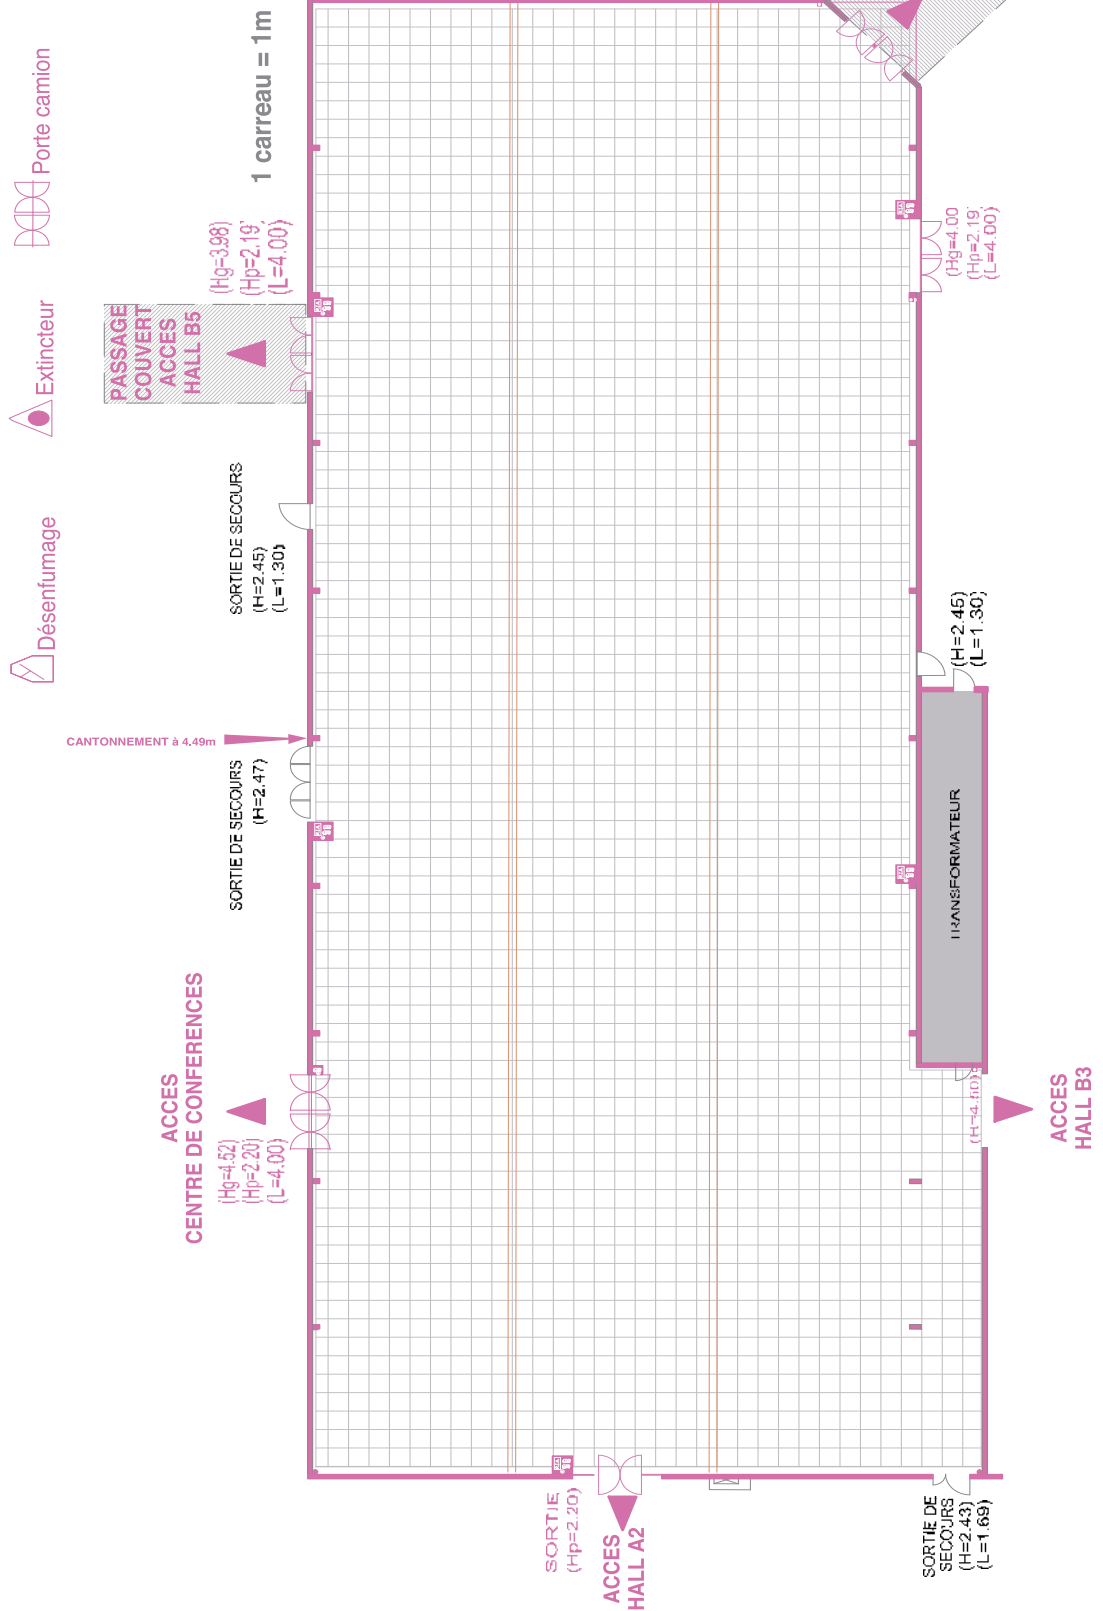 Désenfumage
Extincteur
Porte camion
1 carreau = 1m
PASSAGE
COUVERT
ACCES
HALL B5
(Hg=3.98)
(Hp=2.19)
(L=4.00)
SORTIE DE SECOURS
(H=2.45)
(L=1.30)
CANTONNEMENT à 4.49m
SORTIE DE SECOURS
(H=2.47)
ACCES
CENTRE DE CONFERENCES
(Hg=4.52)
(Hp=2.20)
(L=4.00)
SORTIE
(Hp=2.20)
ACCES
HALL A2
SORTIE DE
SECOURS
(H=2.43)
(L=1.69)
ACCES
HALL B3
(H=4.50)
TRANSFORMATEUR
(H=2.45)
(L=1.30)
(Hg=4.00
(Hp=2.19)
(L=4.00)